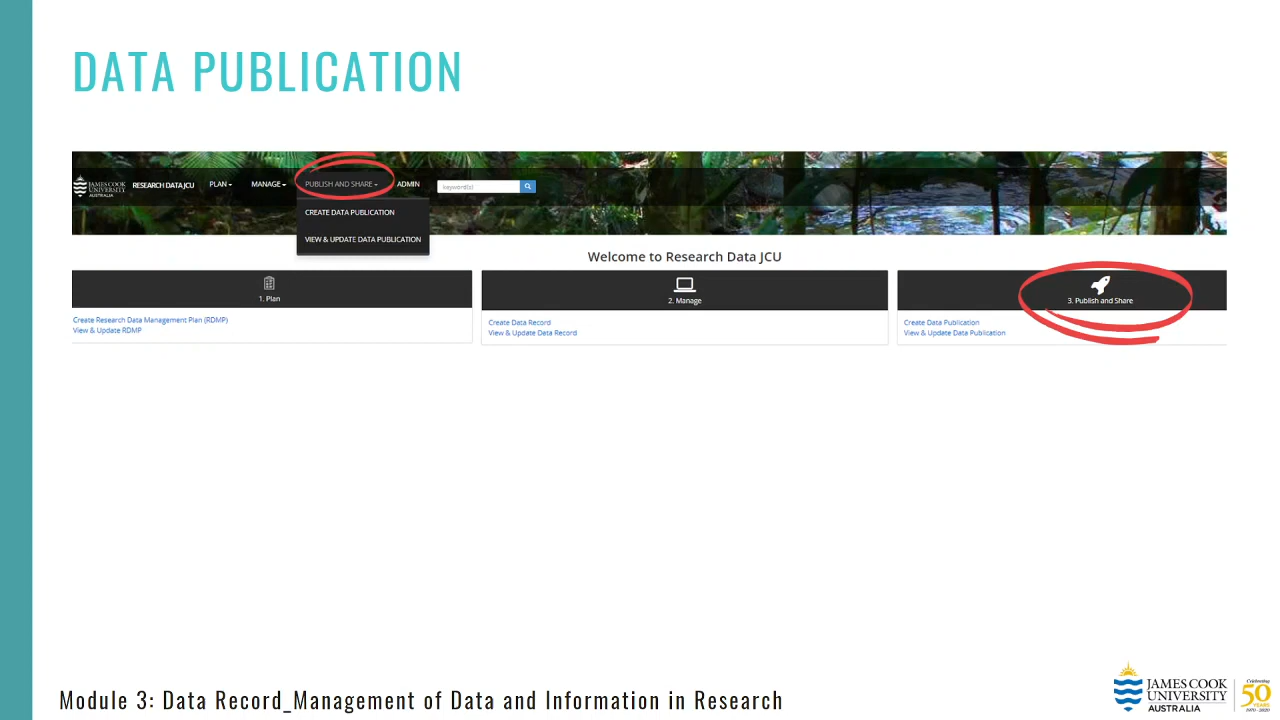 DATA PUBLICATION
JAMES COOK
UNIVERSITY
AUSTRALIA
RESEARCH DATA JCU
PLAN
MANAGE
PUBLISH AND SHARE
ADMIN
keyword(s)
CREATE DATA PUBLICATION
VIEW & UPDATE DATA PUBLICATION
Welcome to Research Data JCU
1. Plan
Create Research Data Management Plan (RDMP)
View & Update RDMP
2. Manage
Create Data Record
View & Update Data Record
3. Publish and Share
Create Data Publication
View & Update Data Publication
Module 3: Data Record_Management of Data and Information in Research
JAMES COOK
UNIVERSITY
AUSTRALIA
Celebrating
50
YEARS
1970 - 2020